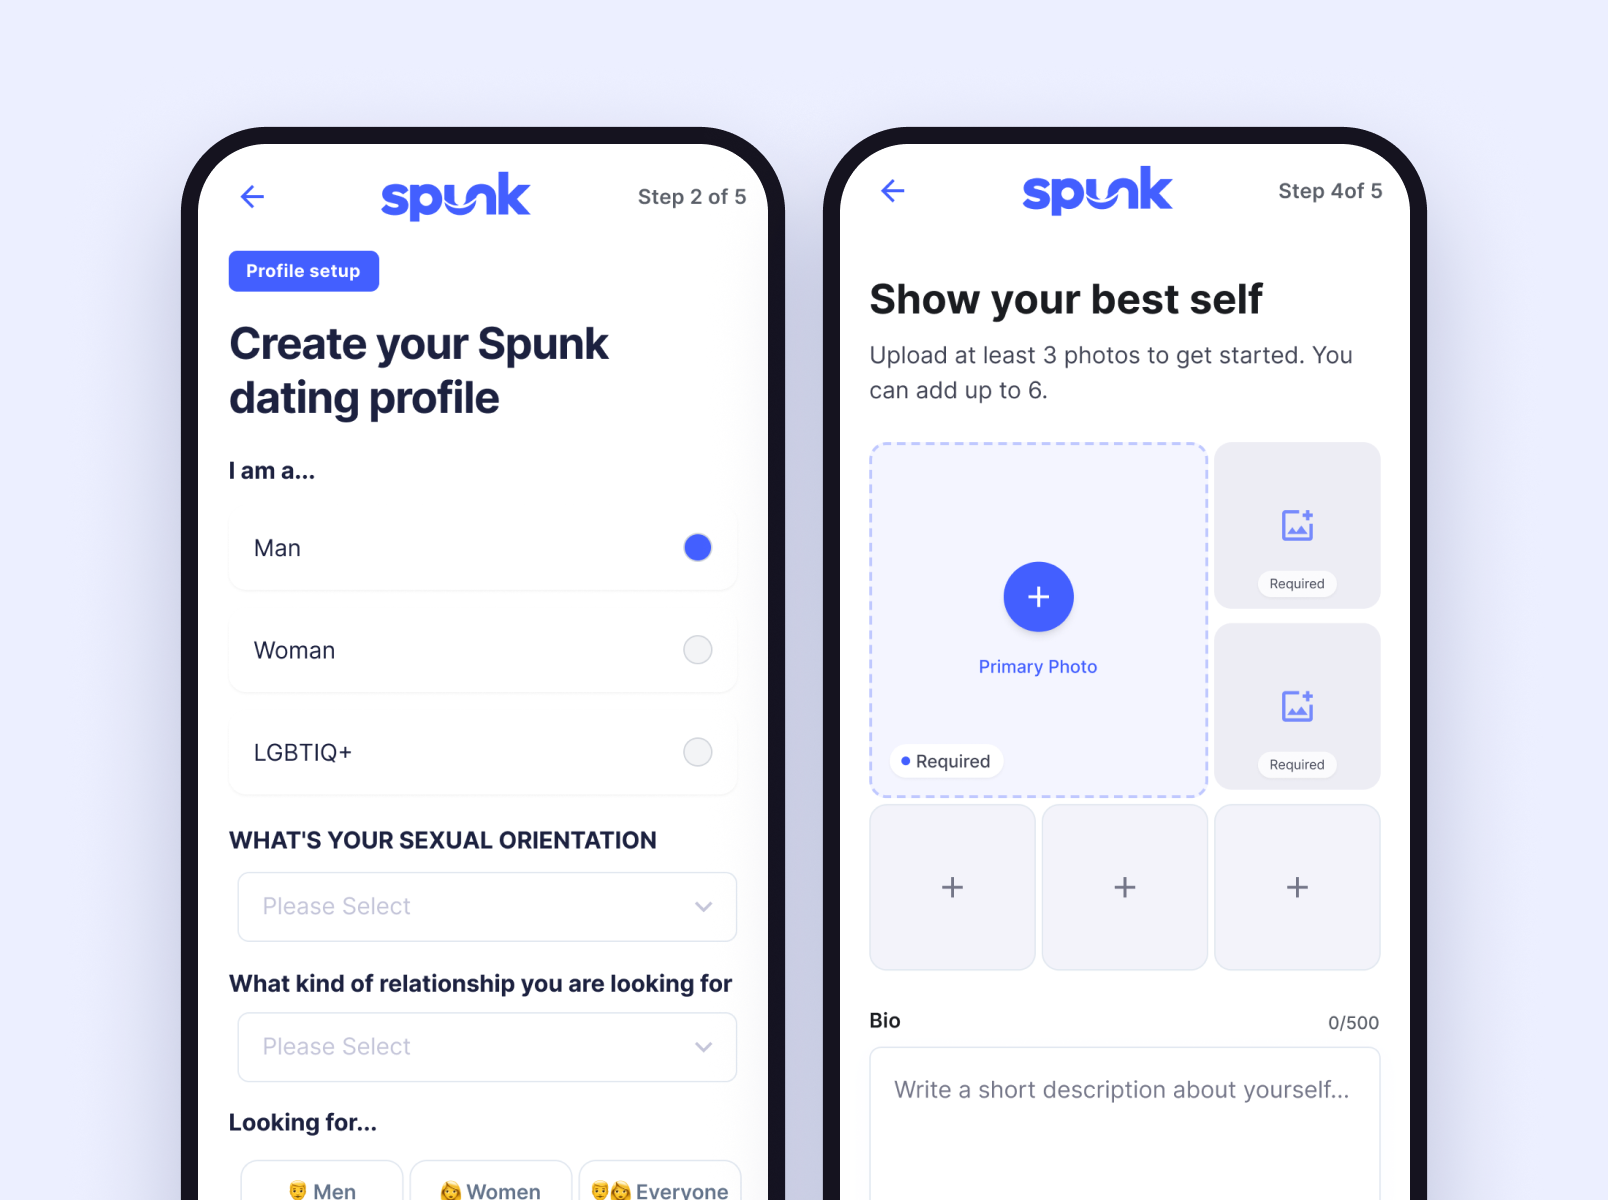 spunk
Step 2 of 5
Profile setup
Create your Spunk
dating profile
I am a...
Man
Woman
LGBTIQ+
WHAT'S YOUR SEXUAL ORIENTATION
Please Select
What kind of relationship you are looking for
Please Select
Looking for...
Men
Women
Everyone
spunk
Step 4of 5
Show your best self
Upload at least 3 photos to get started. You
can add up to 6.
Primary Photo
Required
Required
Required
Bio
0/500
Write a short description about yourself...